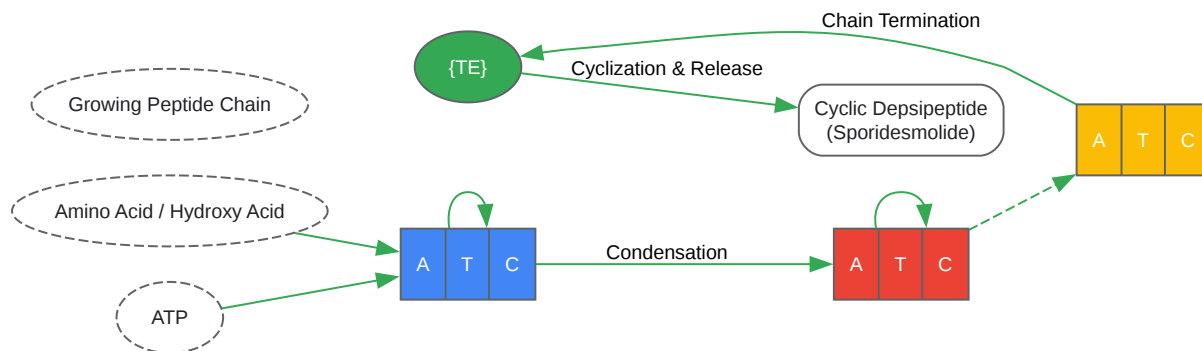 Chain Termination
{TE}
Cyclization & Release
Growing Peptide Chain
Cyclic Depsipeptide
(Sporidesmolide)
A T C
Amino Acid / Hydroxy Acid
Condensation
A T C
A T C
ATP